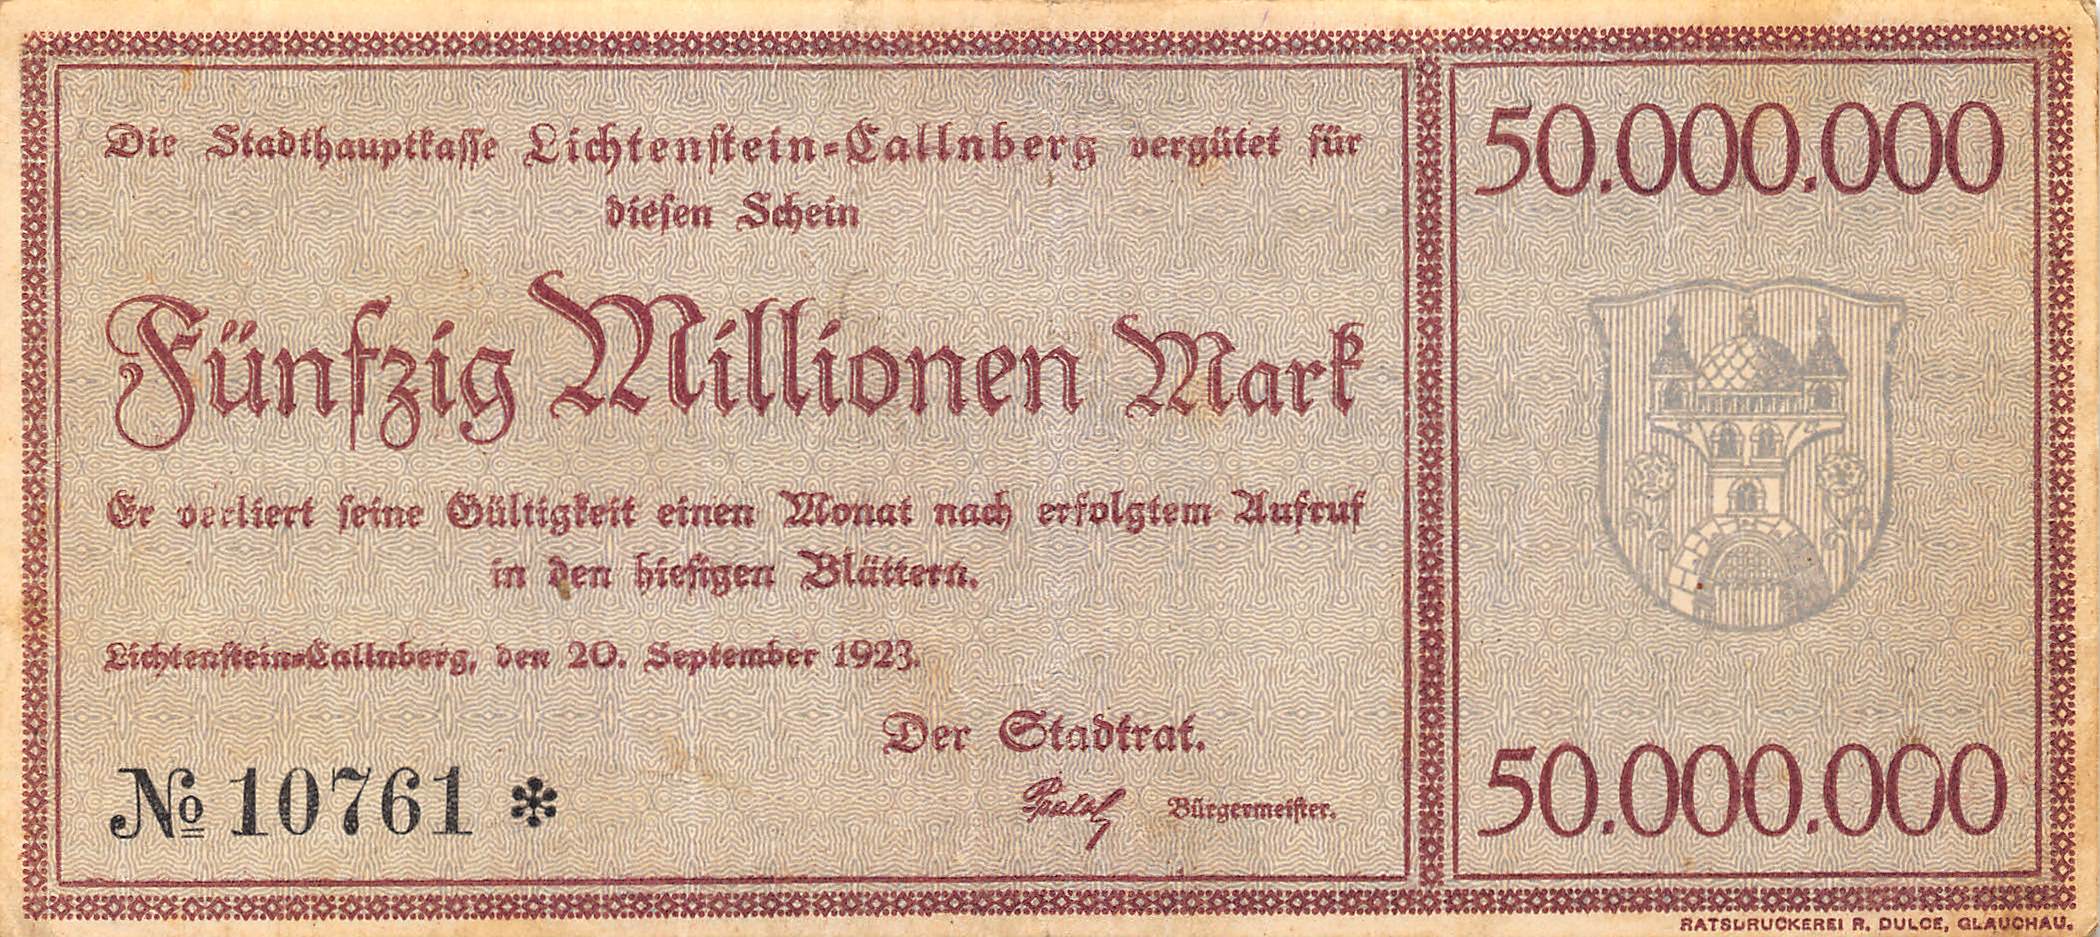 Die Stadthauptkasse Lichtenstein-Callnberg vergütet für
diesen Schein
Fünfzig Millionen Mark
Er verliert seine Gültigkeit einen Monat nach erfolgtem Aufruf
in den hiesigen Blättern.
Lichtenstein-Callnberg, den 20. September 1923.
Der Stadtrat.
Bürgermeister.
№ 10761 *
50.000.000
50.000.000
RATSDRUCKEREI R. DULCE, GLAUCHAU.